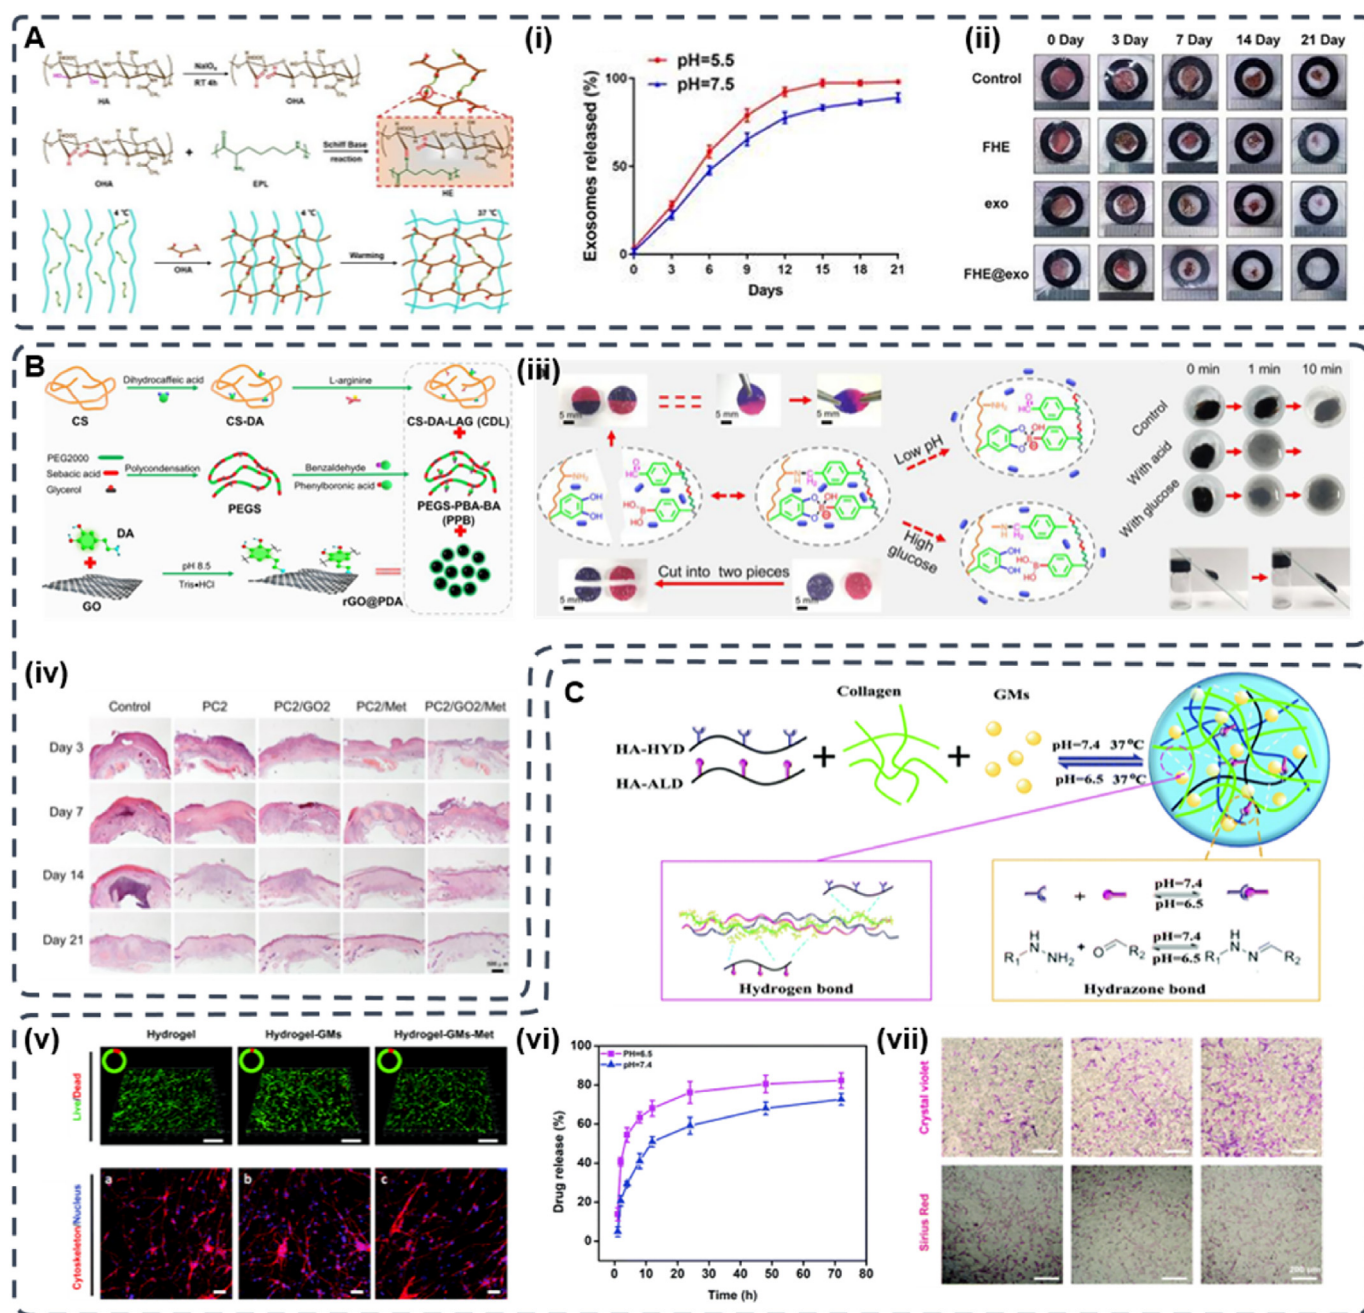 A
HA
NaIO4
RT 4h
OHA
OHA
+
EPL
Schiff Base
reaction
HE
4 °C
OHA
4 °C
Warming
37 °C
(i)
Exosomes released (%)
pH=5.5
pH=7.5
100
50
0
0 3 6 9 12 15 18 21
Days
(ii)
0 Day 3 Day 7 Day 14 Day 21 Day
Control
FHE
exo
FHE@exo
B
CS
Dihydrocaffeic acid
CS-DA
L-arginine
CS-DA-LAG (CDL)
PEG2000
Sebacic acid
Glycerol
Polycondensation
PEGS
Benzaldehyde
Phenylboronic acid
PEGS-PBA-BA
(PPB)
DA
GO
pH 8.5
Tris•HCl
rGO@PDA
(iii)
5 mm
5 mm
5 mm
Low pH
High
glucose
Cut into two pieces
5 mm
5 mm
0 min 1 min 10 min
Control
With acid
With glucose
(iv)
Control PC2 PC2/GO2 PC2/Met PC2/GO2/Met
Day 3
Day 7
Day 14
Day 21
C
HA-HYD
HA-ALD
+
Collagen
+
GMs
pH=7.4 37°C
pH=6.5 37°C
Hydrogen bond
+
pH=7.4
pH=6.5
+
pH=7.4
pH=6.5
Hydrazone bond
(v)
Hydrogel Hydrogel-GMs Hydrogel-GMs-Met
Live/Dead
Cytoskeleton/Nucleus
a b c
(vi)
Drug release (%)
PH=6.5
pH=7.4
100
80
60
40
20
0
0 10 20 30 40 50 60 70 80
Time (h)
(vii)
Crystal violet
Sirius Red
200 μm